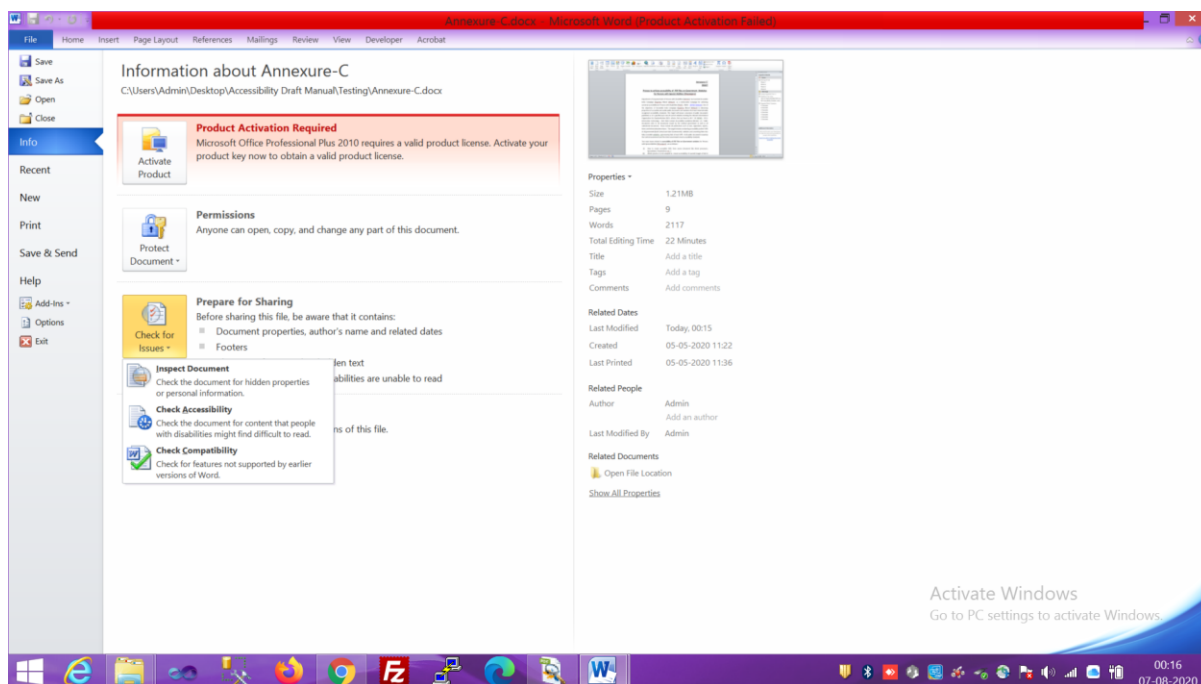 Annexure-C.docx - Microsoft Word (Product Activation Failed)
File Home Insert Page Layout References Mailings Review View Developer Acrobat
Save
Save As
Open
Close
Info
Recent
New
Print
Save & Send
Help
Add-Ins
Options
Exit
Information about Annexure-C
C:\Users\Admin\Desktop\Accessibility Draft Manual\Testing\Annexure-C.docx
Activate
Product
Product Activation Required
Microsoft Office Professional Plus 2010 requires a valid product license. Activate your
product key now to obtain a valid product license.
Protect
Document
Permissions
Anyone can open, copy, and change any part of this document.
Check for
Issues
Prepare for Sharing
Before sharing this file, be aware that it contains:
Document properties, author's name and related dates
Footers
text
abilities are unable to read
of this file.
Inspect Document
Check the document for hidden properties
or personal information.
Check Accessibility
Check the document for content that people
with disabilities might find difficult to read.
Check Compatibility
Check for features not supported by earlier
versions of Word.
Properties
Size 1.21MB
Pages 9
Words 2117
Total Editing Time 22 Minutes
Title Add a title
Tags Add a tag
Comments Add comments
Related Dates
Last Modified Today, 00:15
Created 05-05-2020 11:22
Last Printed 05-05-2020 11:36
Related People
Author Admin
Add an author
Last Modified By Admin
Related Documents
Open File Location
Show All Properties
Activate Windows
Go to PC settings to activate Windows.
00:16
07-08-2020